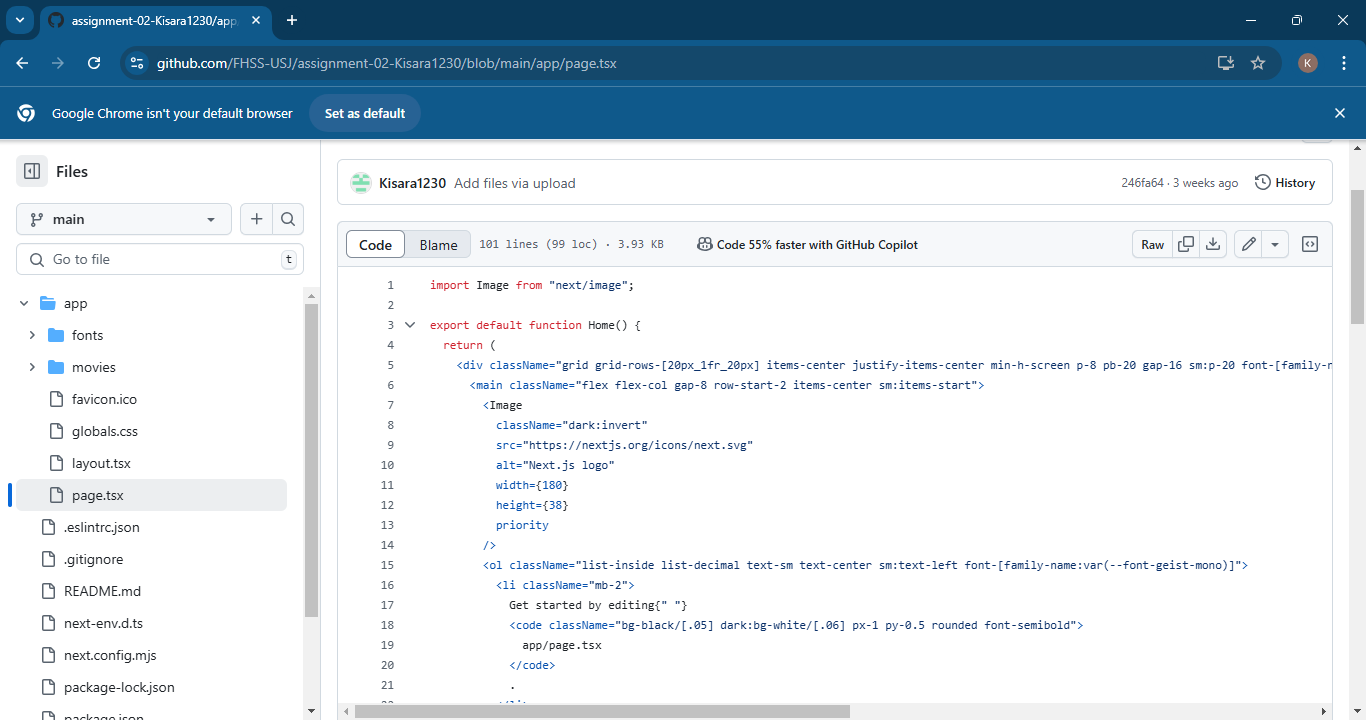 assignment-02-Kisara1230/app
github.com/FHSS-USJ/assignment-02-Kisara1230/blob/main/app/page.tsx
K
Google Chrome isn't your default browser
Set as default
Files
main
Go to file
t
app
fonts
movies
favicon.ico
globals.css
layout.tsx
page.tsx
.eslintrc.json
.gitignore
README.md
next-env.d.ts
next.config.mjs
package-lock.json
package.json
Kisara1230 Add files via upload
246fa64 · 3 weeks ago
History
Code
Blame
101 lines (99 loc) · 3.93 KB
Code 55% faster with GitHub Copilot
Raw
1 import Image from "next/image";
2
3 export default function Home() {
4 return (
5 <div className="grid grid-rows-[20px_1fr_20px] items-center justify-items-center min-h-screen p-8 pb-20 gap-16 sm:p-20 font-[family-n
6 <main className="flex flex-col gap-8 row-start-2 items-center sm:items-start">
7 <Image
8 className="dark:invert"
9 src="https://nextjs.org/icons/next.svg"
10 alt="Next.js logo"
11 width={180}
12 height={38}
13 priority
14 />
15 <ol className="list-inside list-decimal text-sm text-center sm:text-left font-[family-name:var(--font-geist-mono)]">
16 <li className="mb-2">
17 Get started by editing{" "}
18 <code className="bg-black/[.05] dark:bg-white/[.06] px-1 py-0.5 rounded font-semibold">
19 app/page.tsx
20 </code>
21 .